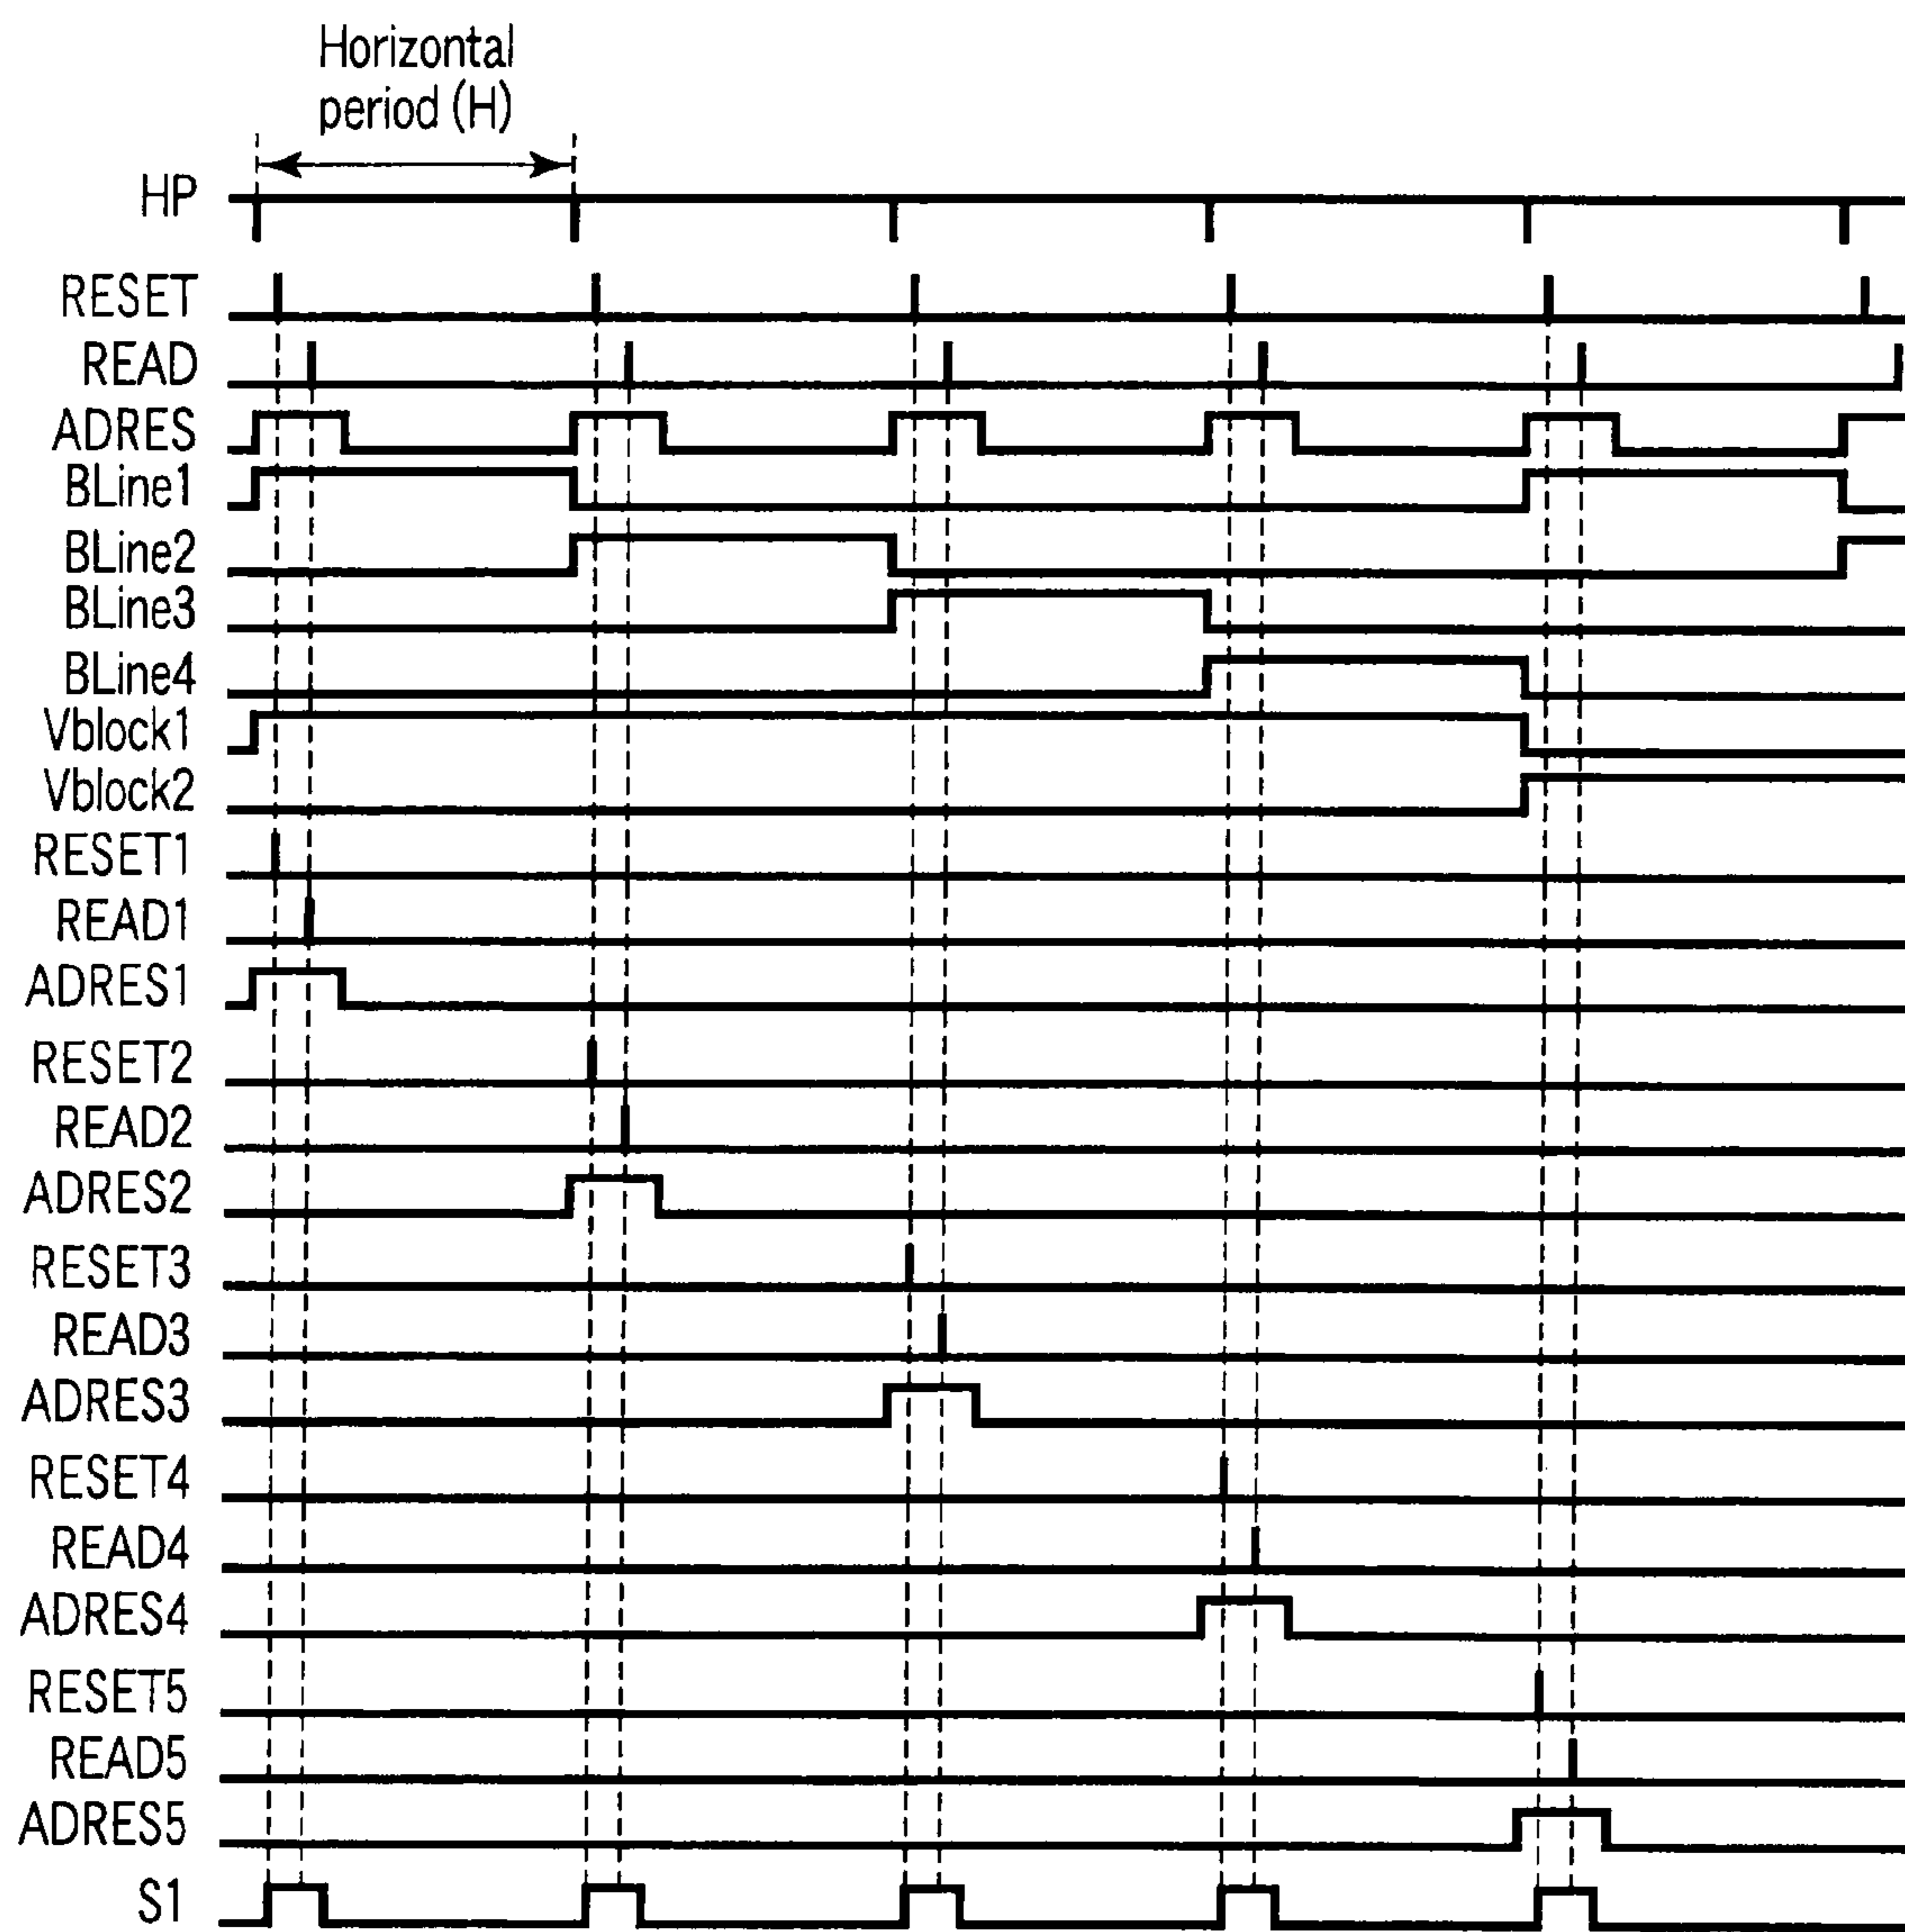 Horizontal
period (H)
HP
RESET
READ
ADRES
BLine1
BLine2
BLine3
BLine4
Vblock1
Vblock2
RESET1
READ1
ADRES1
RESET2
READ2
ADRES2
RESET3
READ3
ADRES3
RESET4
READ4
ADRES4
RESET5
READ5
ADRES5
S1